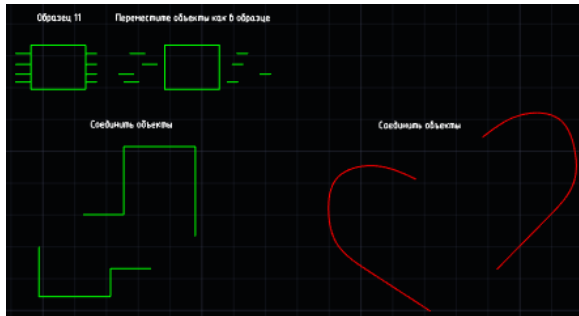 Образец 11
Переместите объекты как в образце
Соединить объекты
Соединить объекты